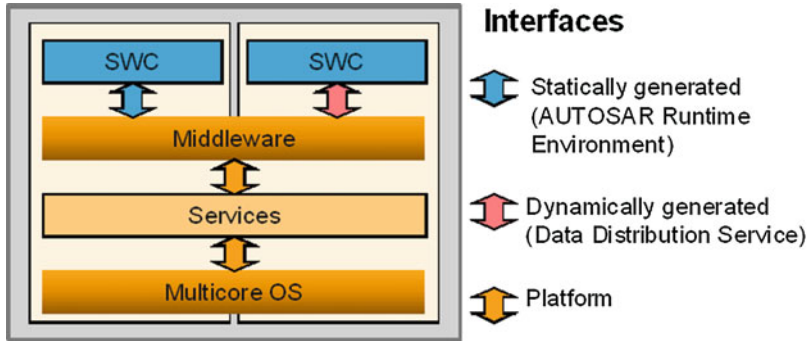 SWC
SWC
Middleware
Services
Multicore OS
Interfaces
Statically generated
(AUTOSAR Runtime
Environment)
Dynamically generated
(Data Distribution Service)
Platform